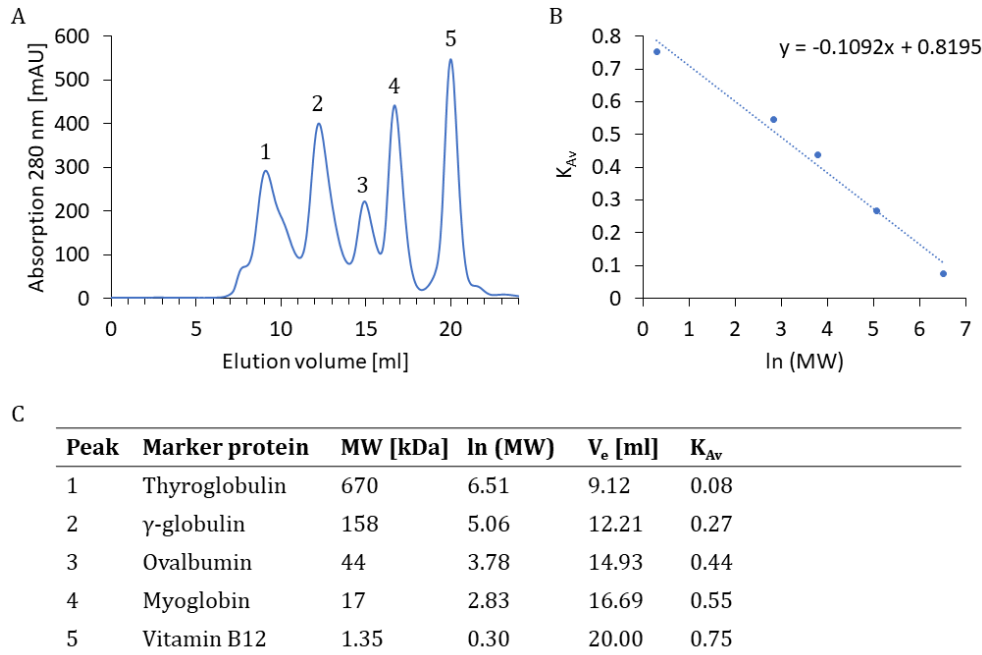 A
Absorption 280 nm [mAU]
600
500
400
300
200
100
0
1
2
3
4
5
0 5 10 15 20
Elution volume [ml]
B
y = -0.1092x + 0.8195
K_Av
0.8
0.7
0.6
0.5
0.4
0.3
0.2
0.1
0
0 1 2 3 4 5 6 7
ln (MW)
C
Peak Marker protein MW [kDa] ln (MW) V_e [ml] K_Av
1 Thyroglobulin 670 6.51 9.12 0.08
2 γ-globulin 158 5.06 12.21 0.27
3 Ovalbumin 44 3.78 14.93 0.44
4 Myoglobin 17 2.83 16.69 0.55
5 Vitamin B12 1.35 0.30 20.00 0.75